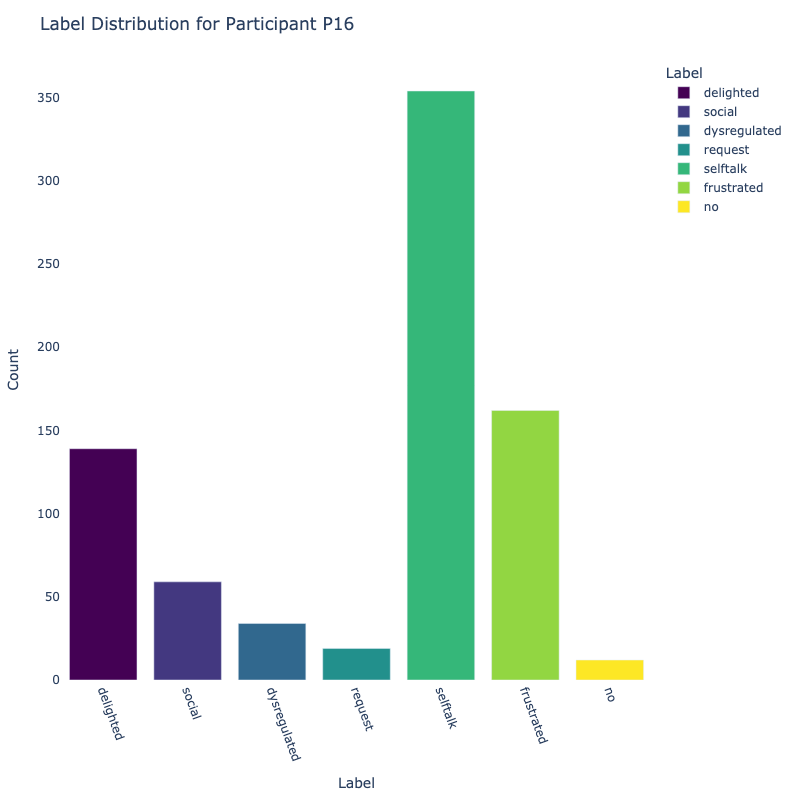 Label Distribution for Participant P16
Label
delighted
social
dysregulated
request
selftalk
frustrated
no
Count
350
300
250
200
150
100
50
0
delighted
social
dysregulated
request
selftalk
frustrated
no
Label